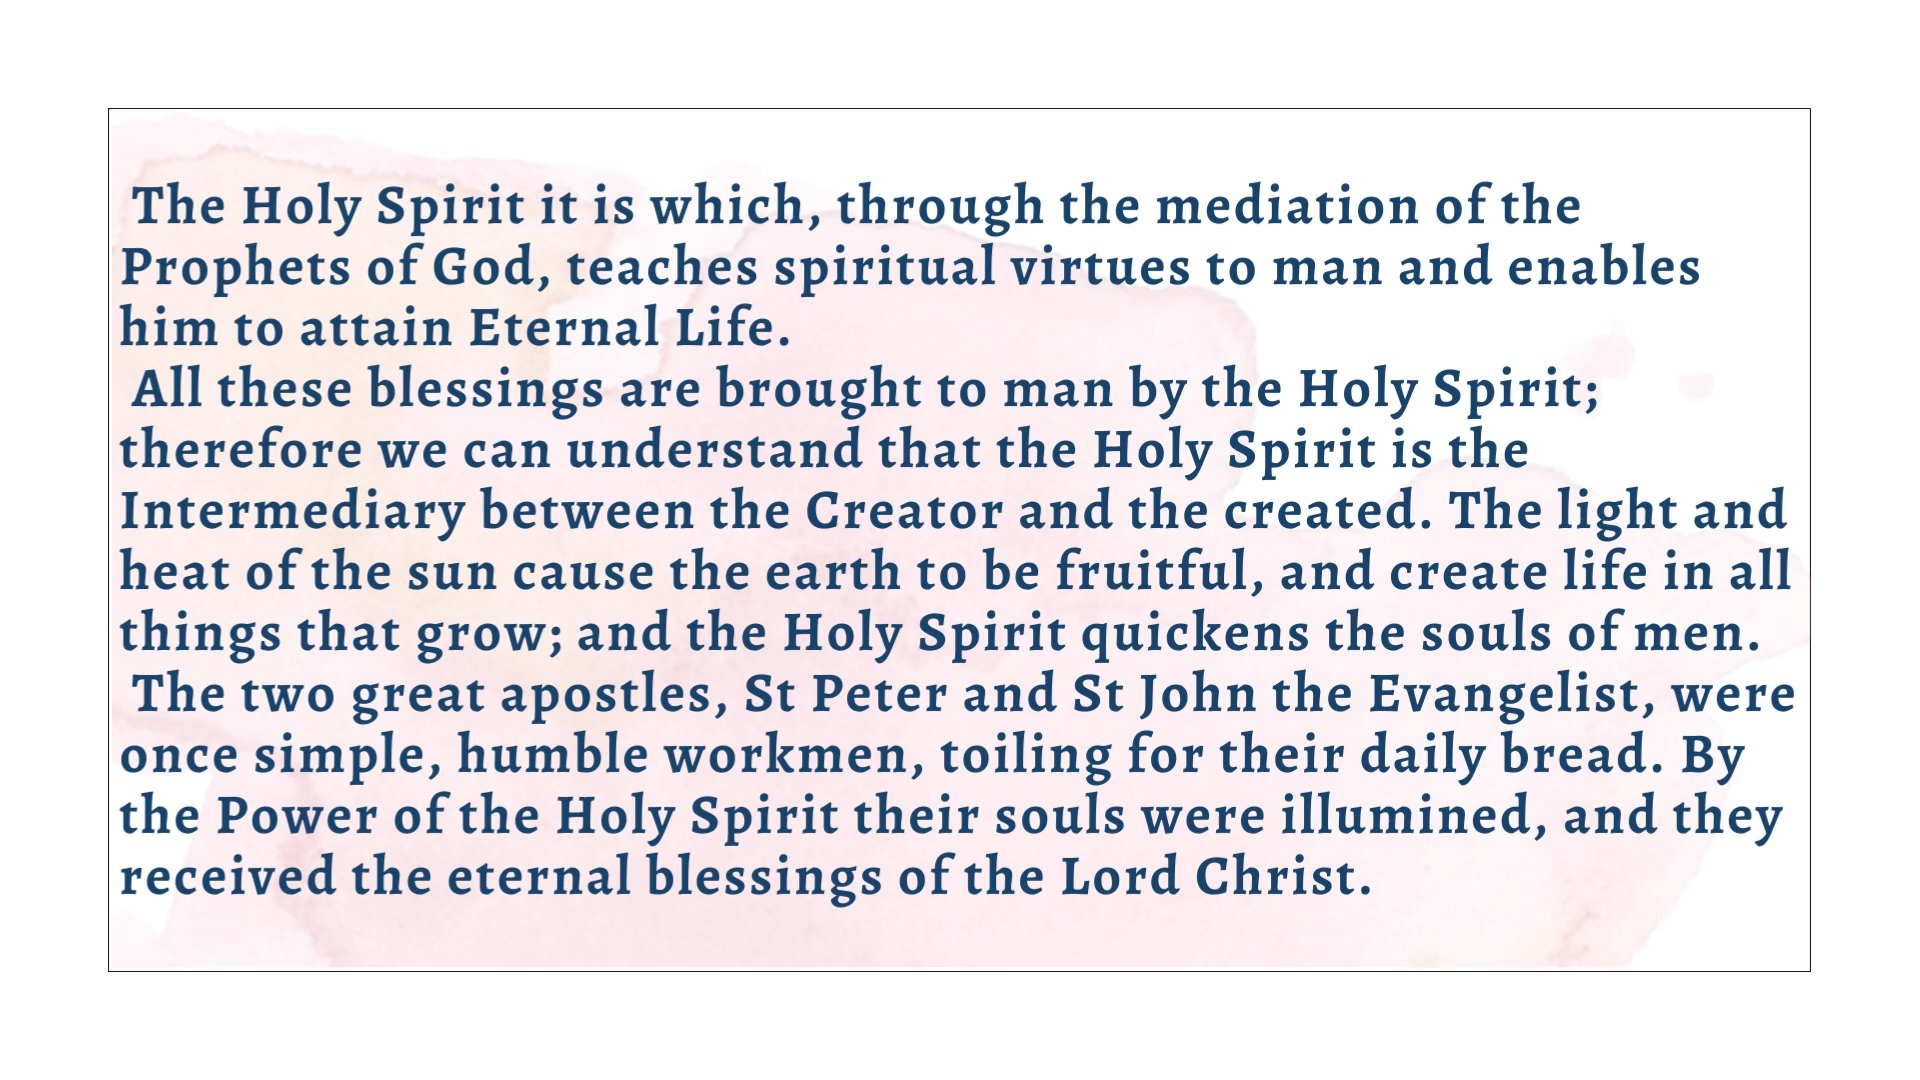 The Holy Spirit it is which, through the mediation of the
Prophets of God, teaches spiritual virtues to man and enables
him to attain Eternal Life.
All these blessings are brought to man by the Holy Spirit;
therefore we can understand that the Holy Spirit is the
Intermediary between the Creator and the created. The light and
heat of the sun cause the earth to be fruitful, and create life in all
things that grow; and the Holy Spirit quickens the souls of men.
The two great apostles, St Peter and St John the Evangelist, were
once simple, humble workmen, toiling for their daily bread. By
the Power of the Holy Spirit their souls were illumined, and they
received the eternal blessings of the Lord Christ.